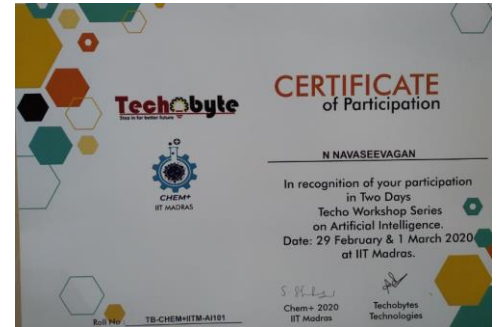 Techobyte
Step in for better future
CHEM+
IIT MADRAS
CERTIFICATE
of Participation
N NAVASEEVAGAN
In recognition of your participation
in Two Days
Techo Workshop Series
on Artificial Intelligence.
Date: 29 February & 1 March 2020
at IIT Madras.
Chem+ 2020
IIT Madras
Techobytes
Technologies
Roll No : TB-CHEM+IITM-AI101